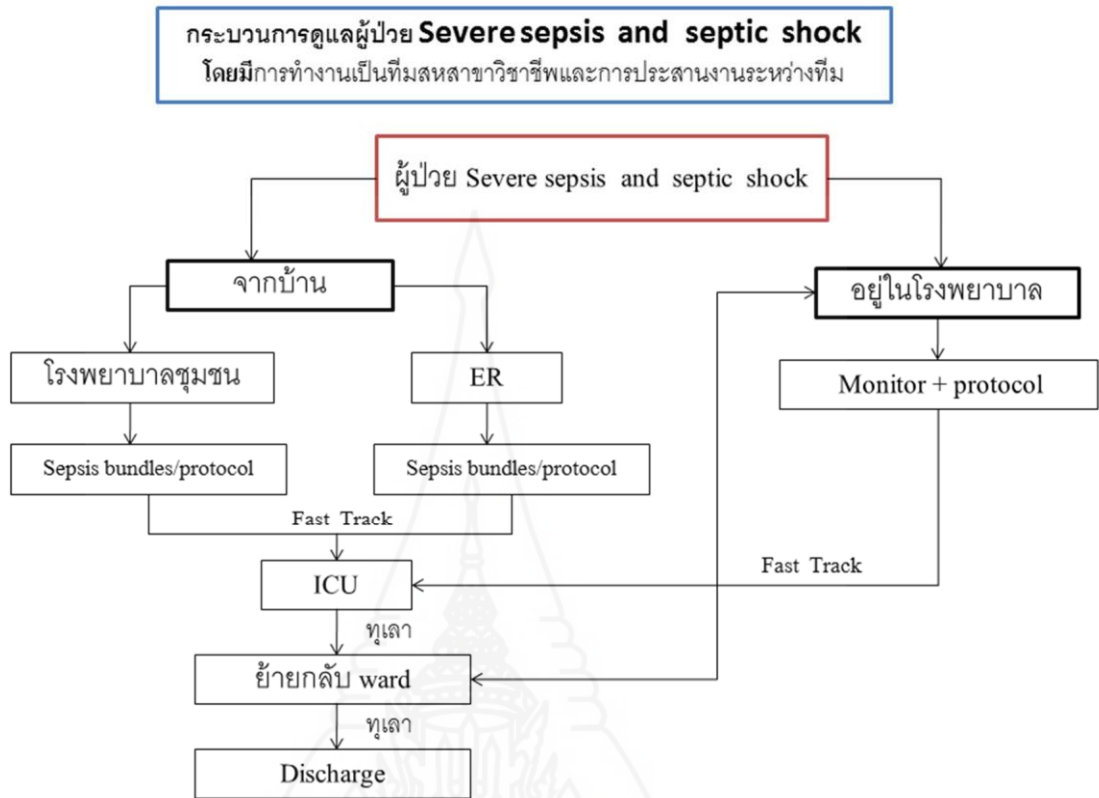 กระบวนการดูแลผู้ป่วย Severe sepsis and septic shock
โดยมีการทำงานเป็นทีมสหสาขาวิชาชีพและการประสานงานระหว่างทีม
ผู้ป่วย Severe sepsis and septic shock
จากบ้าน
อยู่ในโรงพยาบาล
โรงพยาบาลชุมชน
ER
Monitor + protocol
Sepsis bundles/protocol
Sepsis bundles/protocol
Fast Track
Fast Track
ICU
ทุเลา
ย้ายกลับ ward
ทุเลา
Discharge